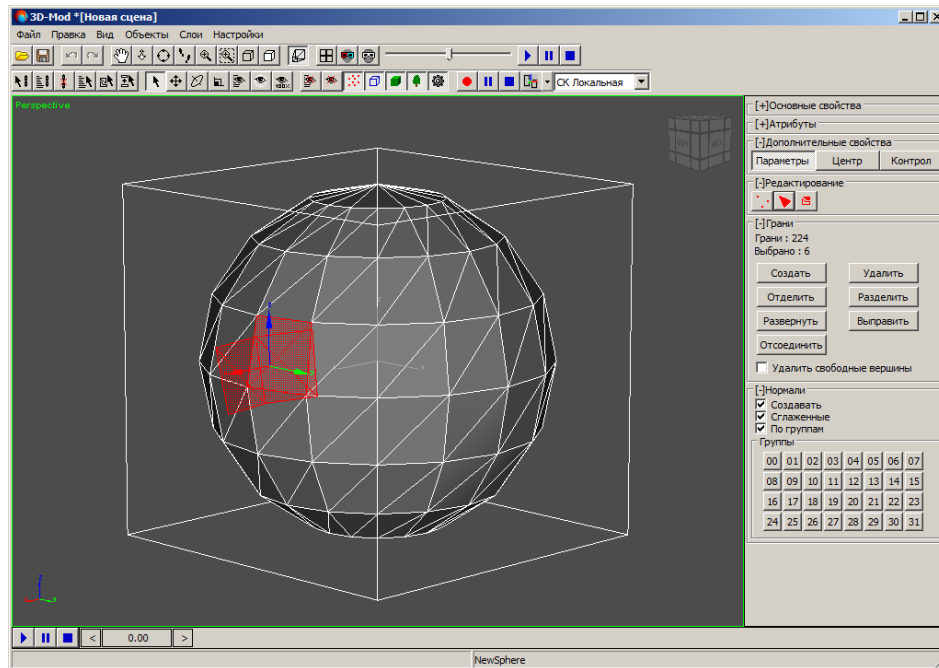 3D-Mod *[Новая сцена]
Файл Правка Вид Объекты Слои Настройки
100% СК Локальная
Perspective
[+]Основные свойства
[+]Атрибуты
[-]Дополнительные свойства
Параметры Центр Контрол
[-]Редактирование
[-]Грани
Грани : 224
Выбрано : 6
Создать Удалить
Отделить Разделить
Развернуть Выправить
Отсоединить
Удалить свободные вершины
[-]Нормали
Создавать
Сглаженные
По группам
Группы
00 01 02 03 04 05 06 07
08 09 10 11 12 13 14 15
16 17 18 19 20 21 22 23
24 25 26 27 28 29 30 31
z
y
< 0.00 >
NewSphere